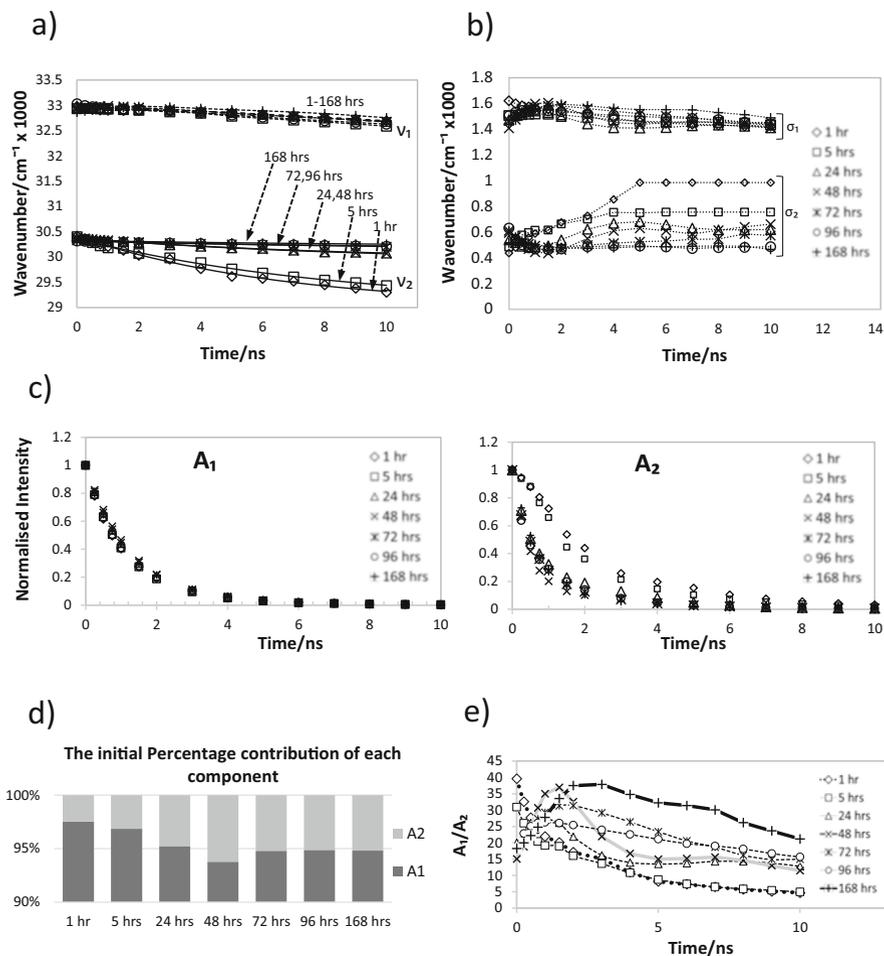 a)
Wavenumber/cm⁻¹ x 1000
33.5
33
32.5
32
31.5
31
30.5
30
29.5
29
1-168 hrs
ν₁
168 hrs
72,96 hrs
24,48 hrs
5 hrs
1 hr
ν₂
0 2 4 6 8 10
Time/ns
b)
Wavenumber/cm⁻¹ x1000
1.8
1.6
1.4
1.2
1
0.8
0.6
0.4
0.2
0
σ₁
σ₂
1 hr
5 hrs
24 hrs
48 hrs
72 hrs
96 hrs
168 hrs
0 2 4 6 8 10 12 14
Time/ns
c)
Normalised Intensity
1.2
1
0.8
0.6
0.4
0.2
0
A₁
1 hr
5 hrs
24 hrs
48 hrs
72 hrs
96 hrs
168 hrs
0 2 4 6 8 10
Time/ns
1.2
1
0.8
0.6
0.4
0.2
0
A₂
1 hr
5 hrs
24 hrs
48 hrs
72 hrs
96 hrs
168 hrs
0 2 4 6 8 10
Time/ns
d)
The initial Percentage contribution of each
component
100%
95%
90%
A2
A1
1 hr 5 hrs 24 hrs 48 hrs 72 hrs 96 hrs 168 hrs
e)
A₁/A₂
45
40
35
30
25
20
15
10
5
0
1 hr
5 hrs
24 hrs
48 hrs
72 hrs
96 hrs
168 hrs
0 5 10
Time/ns